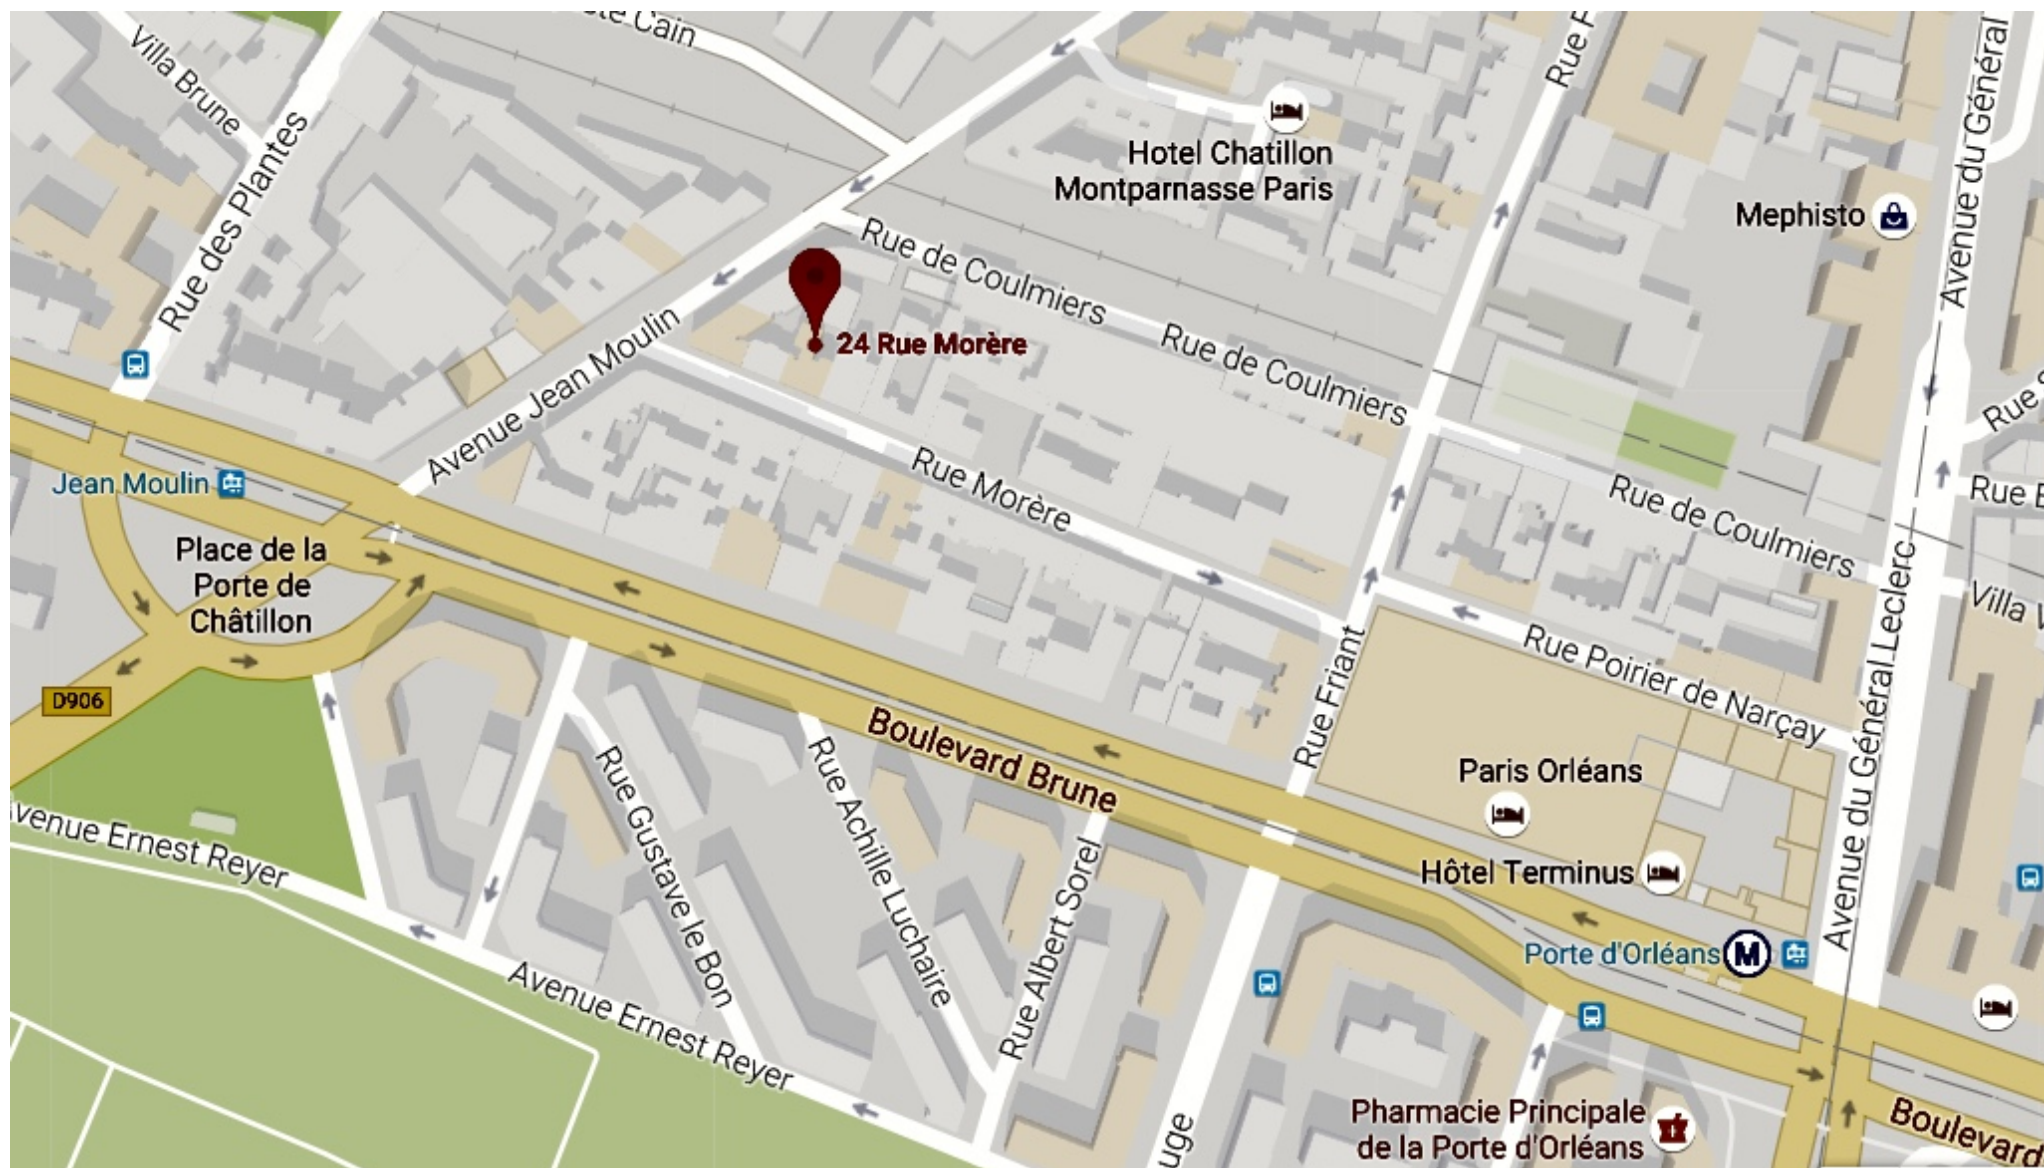 Cain
Villa Brune
Rue des Plantes
Hotel Chatillon
Montparnasse Paris
Avenue du Général
Mephisto
Rue de Coulmiers
24 Rue Morère
Rue de Coulmiers
Avenue Jean Moulin
Rue
Jean Moulin
Rue Morère
Rue de Coulmiers
Rue
Place de la
Porte de
Châtillon
Villa
Rue Poirier de Narçay
Rue Friant
Avenue du Général Leclerc
D906
Boulevard Brune
Rue Gustave le Bon
Rue Achille Luchaire
Paris Orléans
Avenue Ernest Reyer
Rue Albert Sorel
Hôtel Terminus
M
Porte d'Orléans
Avenue Ernest Reyer
Pharmacie Principale
de la Porte d'Orléans
Boulevard